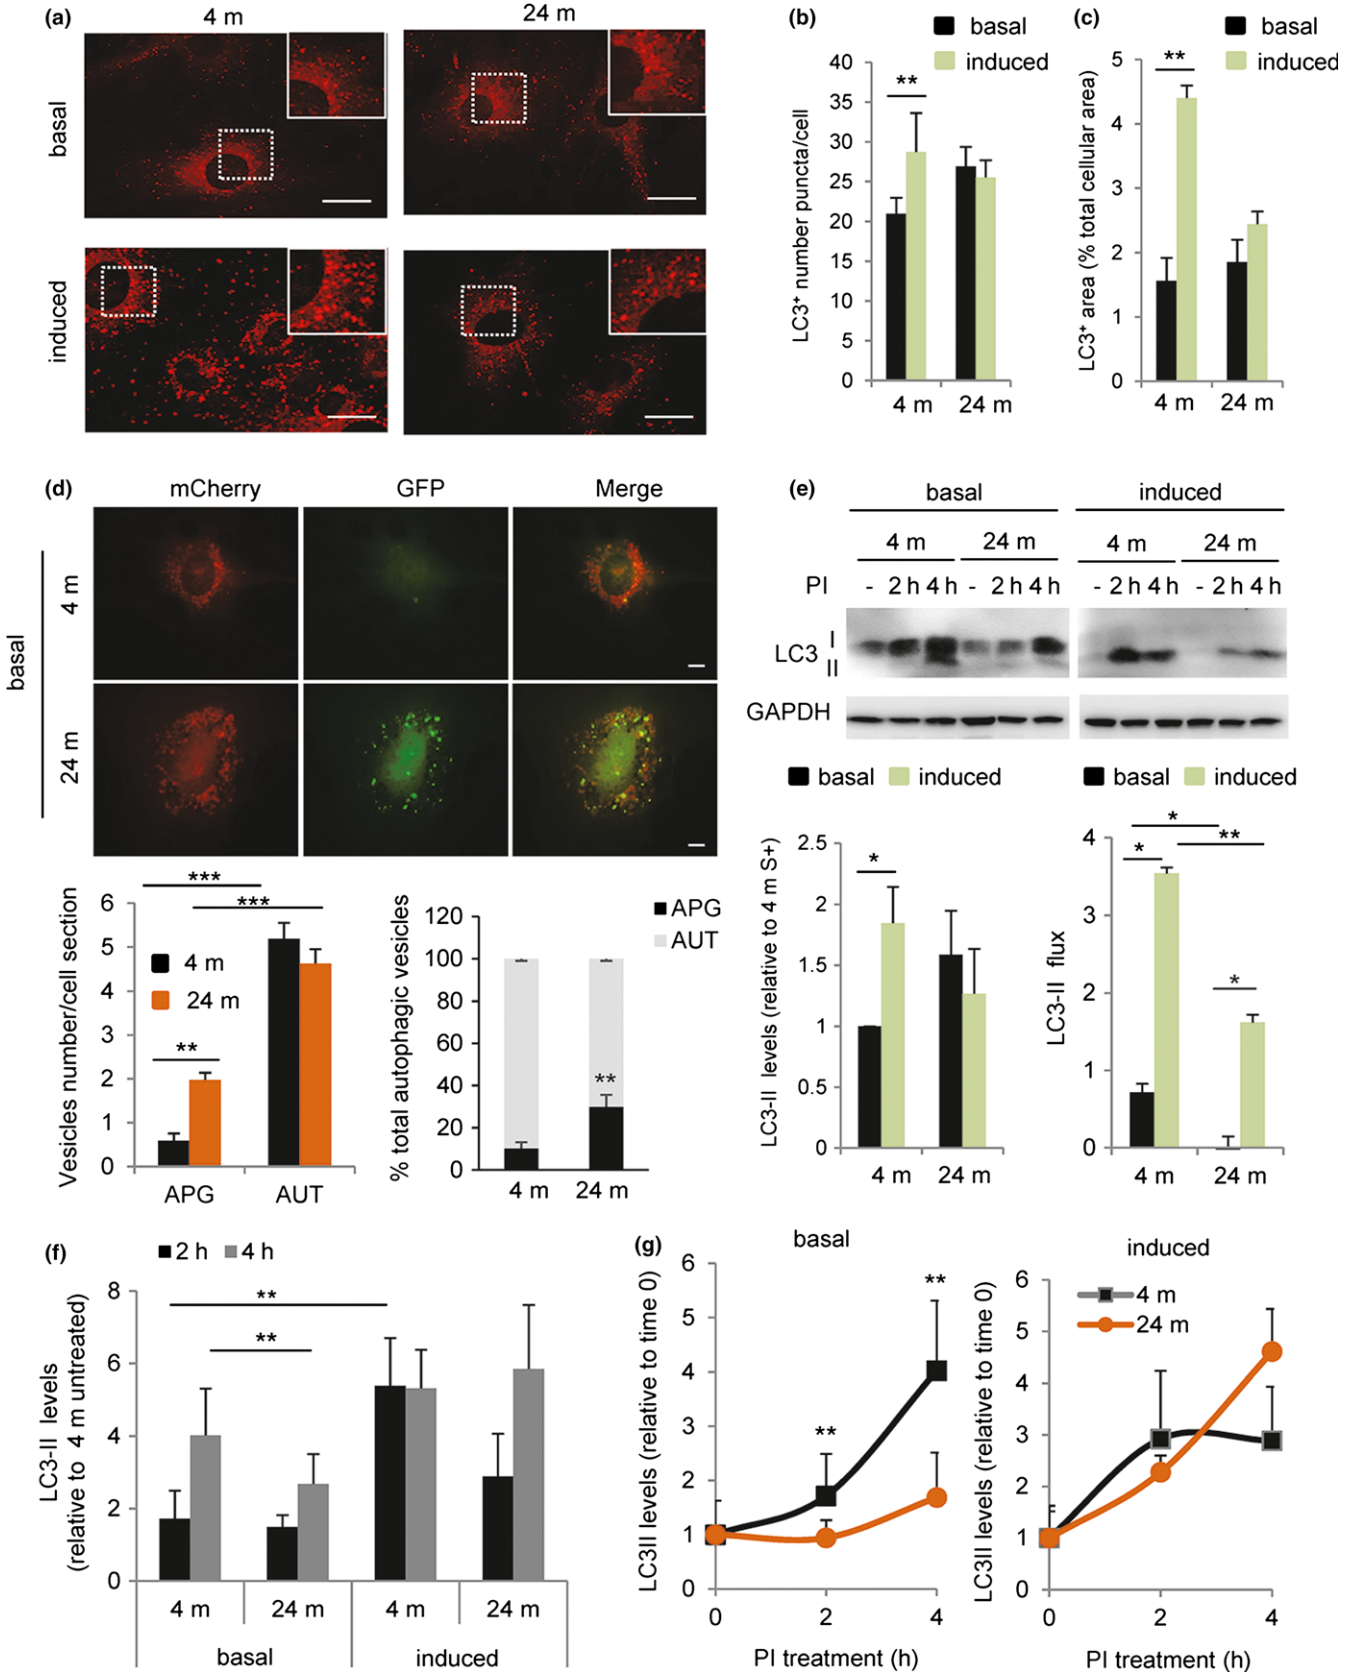 (a)
4 m
24 m
basal
induced
(b)
basal
induced
LC3⁺ number puncta/cell
40
35
30
25
20
15
10
5
0
**
4 m
24 m
(c)
basal
induced
LC3⁺ area (% total cellular area)
5
4
3
2
1
0
**
4 m
24 m
(d)
mCherry
GFP
Merge
basal
4 m
24 m
Vesicles number/cell section
6
5
4
3
2
1
0
***
***
**
4 m
24 m
APG
AUT
% total autophagic vesicles
120
100
80
60
40
20
0
APG
AUT
**
4 m
24 m
(e)
basal
induced
4 m
24 m
4 m
24 m
PI
- 2 h 4 h - 2 h 4 h
- 2 h 4 h - 2 h 4 h
LC3
I
II
GAPDH
basal
induced
LC3-II levels (relative to 4 m S+)
2.5
2
1.5
1
0.5
0
*
4 m
24 m
basal
induced
LC3-II flux
4
3
2
1
0
*
**
*
*
4 m
24 m
(f)
2 h
4 h
LC3-II levels
(relative to 4 m untreated)
8
6
4
2
0
**
**
4 m
24 m
4 m
24 m
basal
induced
(g)
basal
LC3II levels (relative to time 0)
6
5
4
3
2
1
0
**
**
0
2
4
PI treatment (h)
induced
LC3II levels (relative to time 0)
6
5
4
3
2
1
0
4 m
24 m
0
2
4
PI treatment (h)